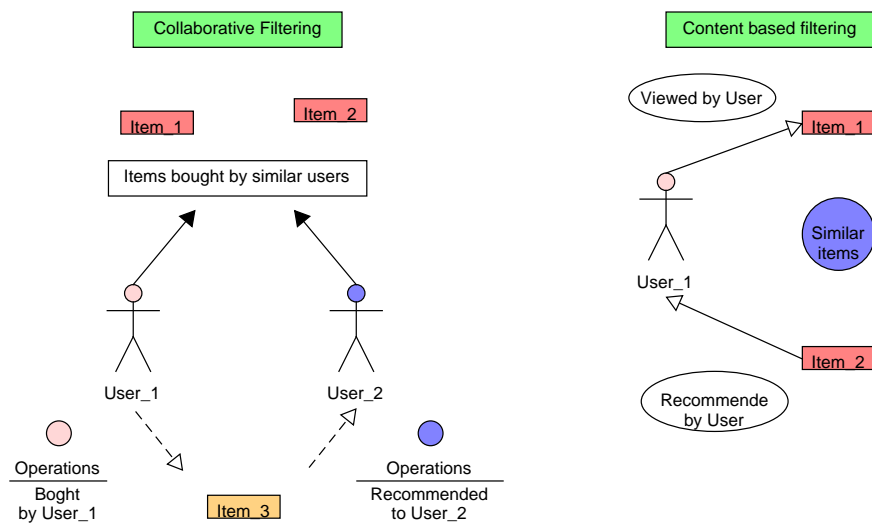 Collaborative Filtering
Item_1
Item_2
Items bought by similar users
User_1
User_2
Operations
Boght
by User_1
Item_3
Operations
Recommended
to User_2
Content based filtering
Viewed by User
Item_1
User_1
Similar
items
Item_2
Recommende
by User